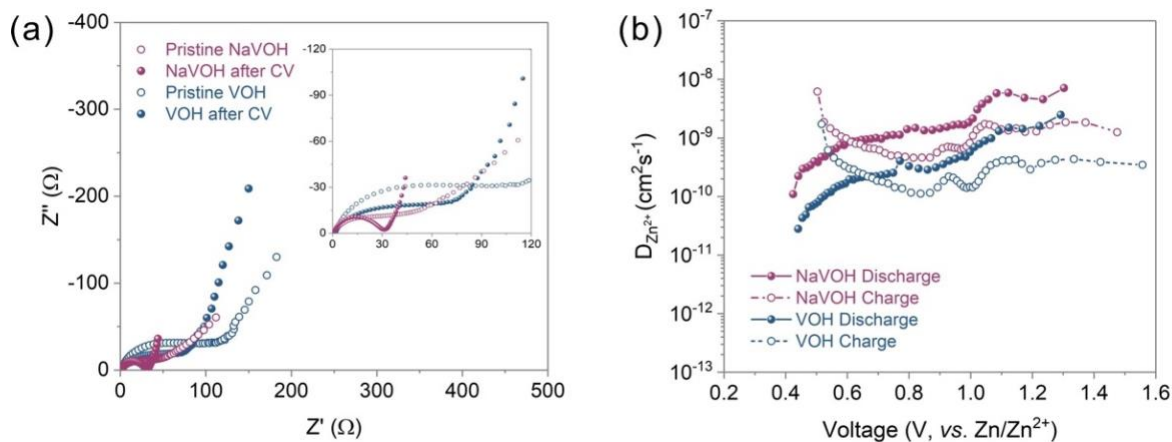 (a)
-400
-300
-200
-100
0
Z'' (Ω)
Pristine NaVOH
NaVOH after CV
Pristine VOH
VOH after CV
-120
-90
-60
-30
0
0 30 60 90 120
0 100 200 300 400 500
Z' (Ω)
(b)
10⁻⁷
10⁻⁸
10⁻⁹
10⁻¹⁰
10⁻¹¹
10⁻¹²
10⁻¹³
D_Zn²⁺ (cm²s⁻¹)
NaVOH Discharge
NaVOH Charge
VOH Discharge
VOH Charge
0.2 0.4 0.6 0.8 1.0 1.2 1.4 1.6
Voltage (V, vs. Zn/Zn²⁺)